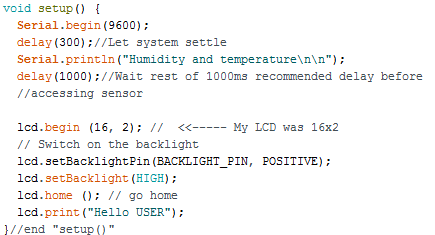 void setup() {
  Serial.begin(9600);
  delay(300);//Let system settle
  Serial.println("Humidity and temperature\n\n");
  delay(1000);//Wait rest of 1000ms recommended delay before
  //accessing sensor

  lcd.begin (16, 2); //  <<----- My LCD was 16x2
  // Switch on the backlight
  lcd.setBacklightPin(BACKLIGHT_PIN, POSITIVE);
  lcd.setBacklight(HIGH);
  lcd.home (); // go home
  lcd.print("Hello USER");
}//end "setup()"